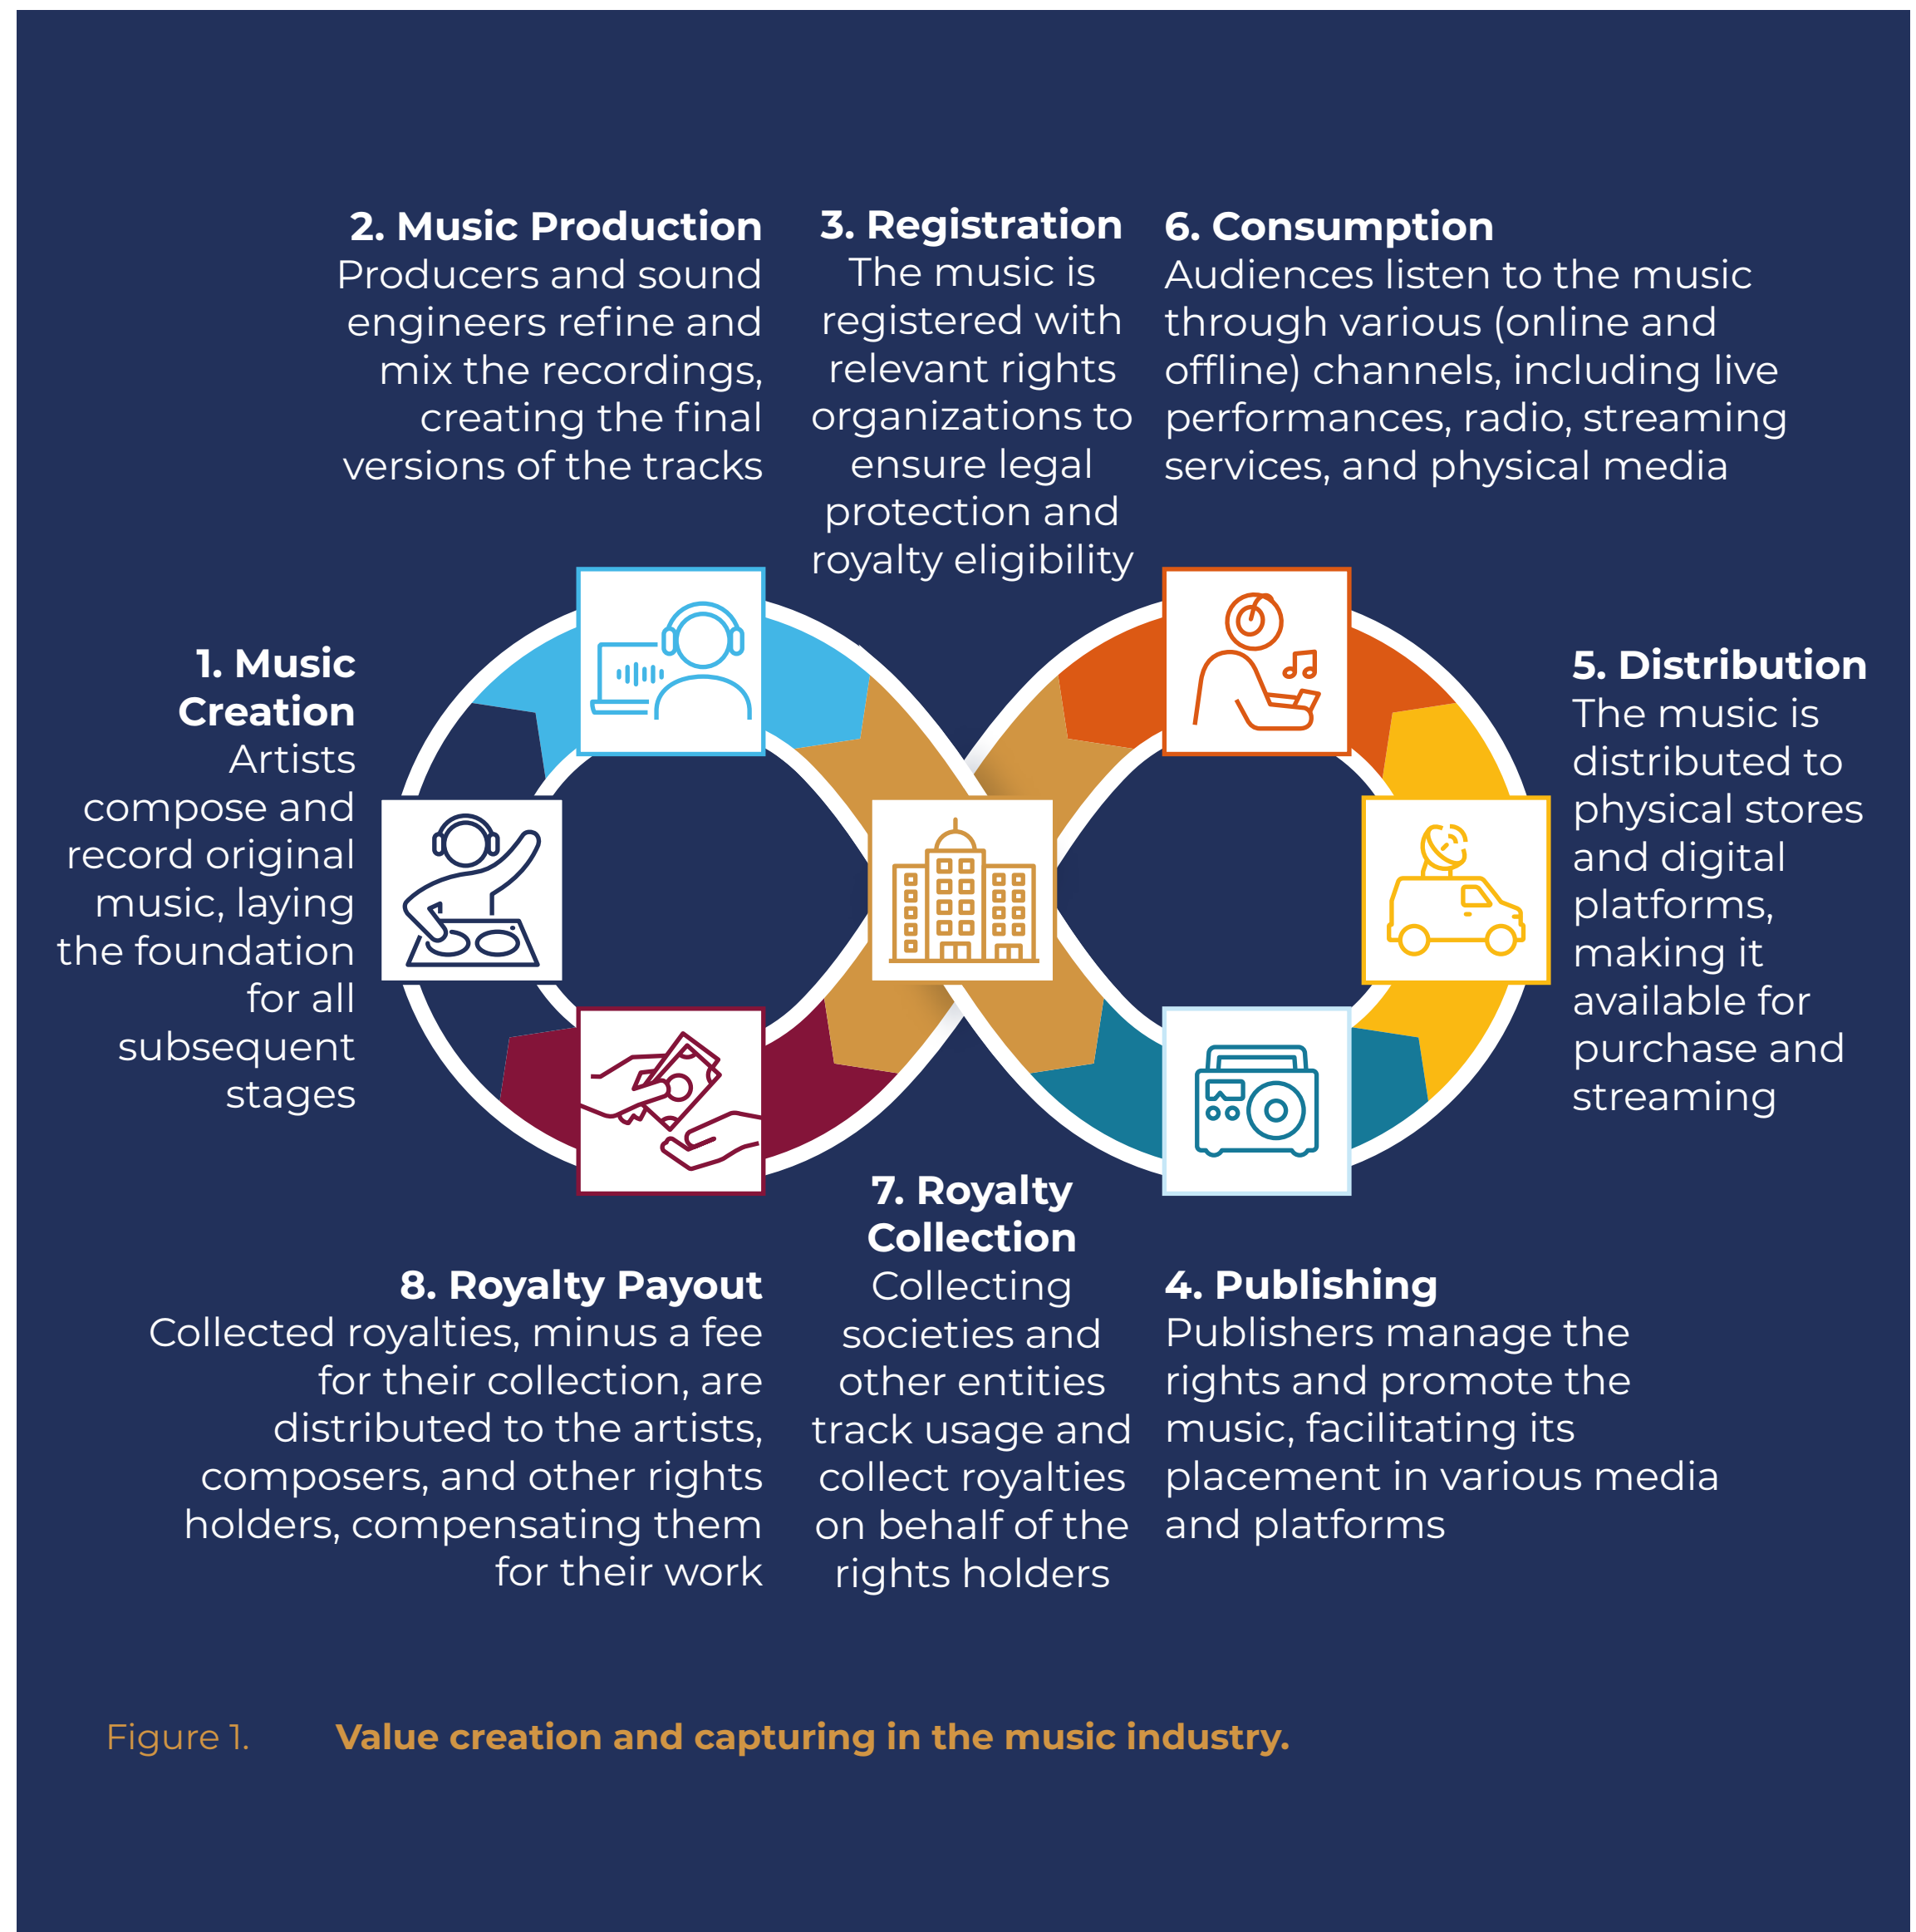 2. Music Production
Producers and sound
engineers refine and
mix the recordings,
creating the final
versions of the tracks
3. Registration
The music is
registered with
relevant rights
organizations to
ensure legal
protection and
royalty eligibility
6. Consumption
Audiences listen to the music
through various (online and
offline) channels, including live
performances, radio, streaming
services, and physical media
1. Music
Creation
Artists
compose and
record original
music, laying
the foundation
for all
subsequent
stages
5. Distribution
The music is
distributed to
physical stores
and digital
platforms,
making it
available for
purchase and
streaming
8. Royalty Payout
Collected royalties, minus a fee
for their collection, are
distributed to the artists,
composers, and other rights
holders, compensating them
for their work
7. Royalty
Collection
Collecting
societies and
other entities
track usage and
collect royalties
on behalf of the
rights holders
4. Publishing
Publishers manage the
rights and promote the
music, facilitating its
placement in various media
and platforms
Figure 1. Value creation and capturing in the music industry.